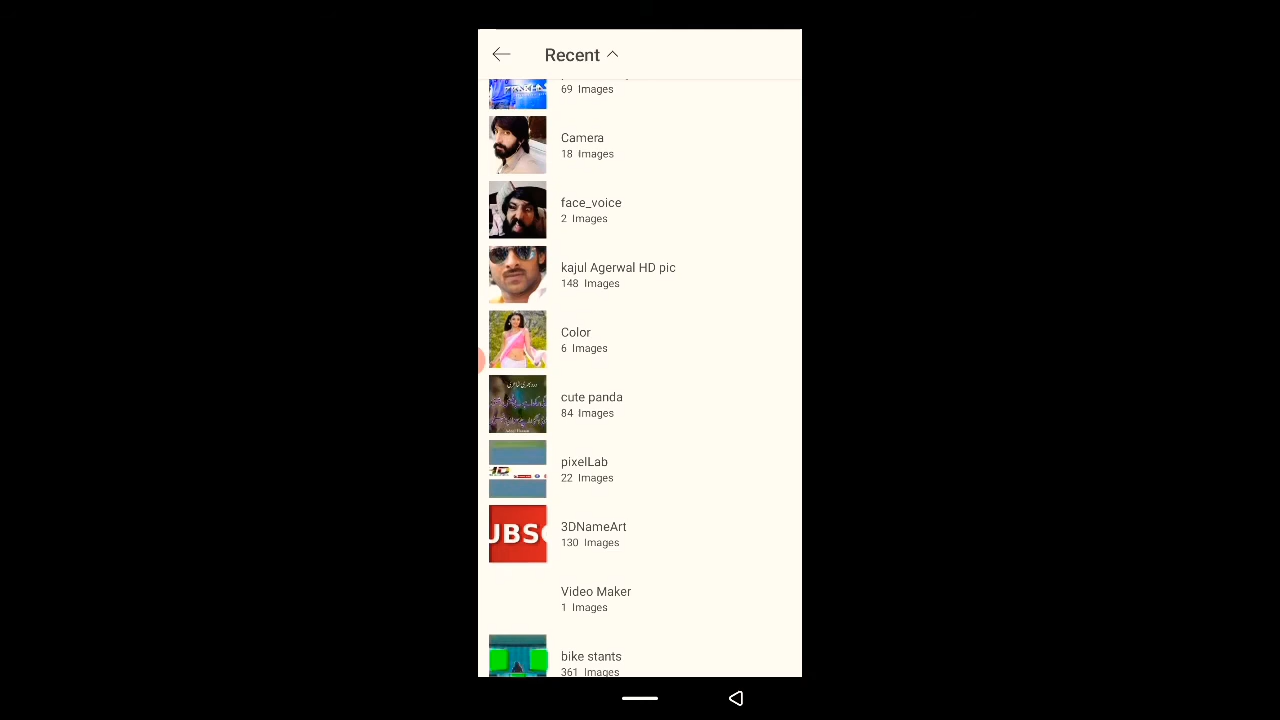 Recent
69 Images
Camera
18 Images
face_voice
2 Images
kajul Agerwal HD pic
148 Images
Color
6 Images
cute panda
84 Images
pixelLab
22 Images
3DNameArt
130 Images
UBSC
Video Maker
1 Images
bike stants
361 Images